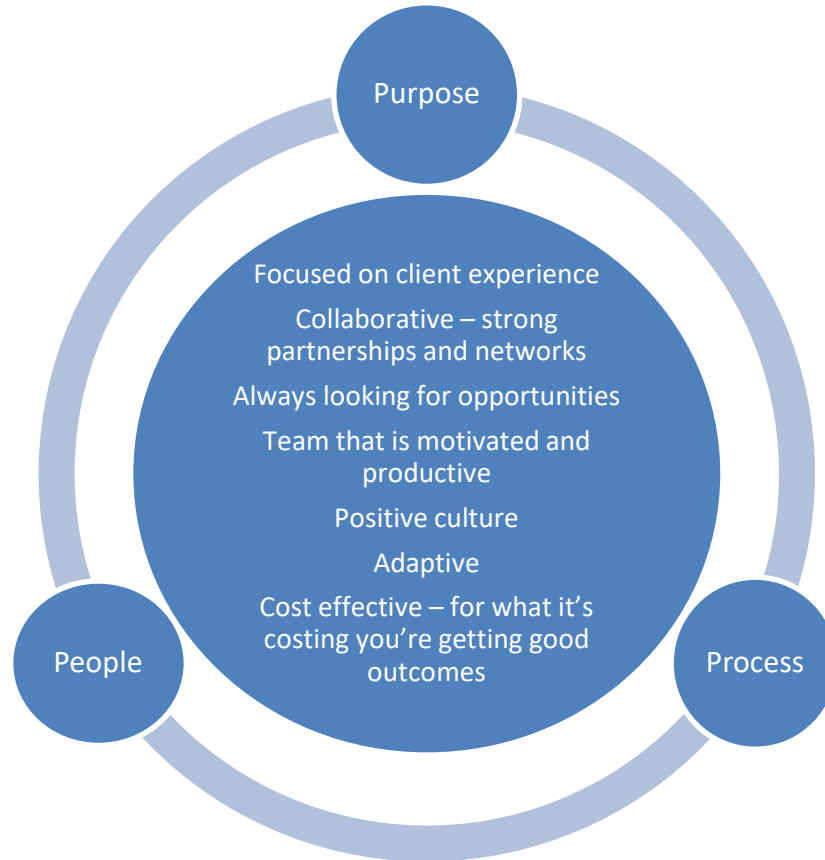 Purpose
Focused on client experience
Collaborative – strong
partnerships and networks
Always looking for opportunities
Team that is motivated and
productive
Positive culture
Adaptive
Cost effective – for what it’s
costing you’re getting good
outcomes
People
Process